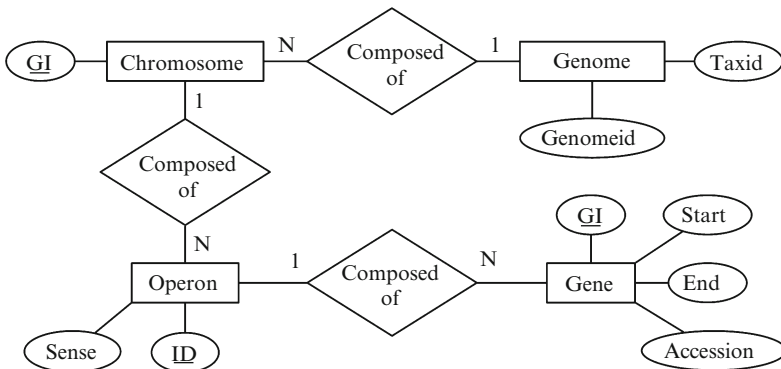 GI
Chromosome
N
Composed
of
1
Genome
Taxid
Genomeid
1
Composed
of
N
Operon
Sense
ID
1
Composed
of
N
Gene
GI
Start
End
Accession